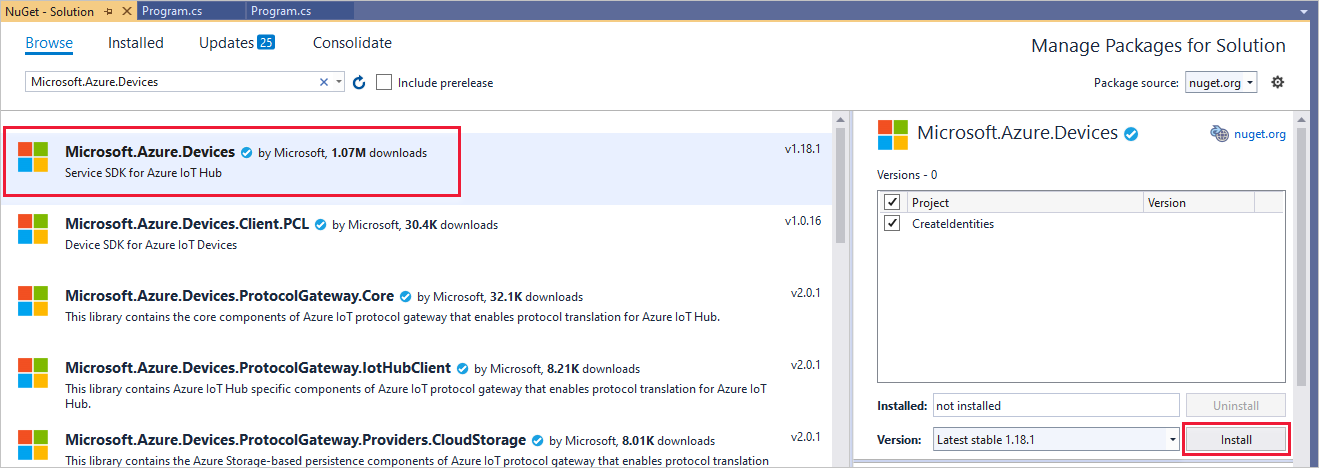 NuGet - Solution
Program.cs
Program.cs
Browse Installed Updates 25 Consolidate
Manage Packages for Solution
Microsoft.Azure.Devices
Include prerelease
Package source: nuget.org
Microsoft.Azure.Devices by Microsoft, 1.07M downloads
v1.18.1
Service SDK for Azure IoT Hub
Microsoft.Azure.Devices.Client.PCL by Microsoft, 30.4K downloads
v1.0.16
Device SDK for Azure IoT Devices
Microsoft.Azure.Devices.ProtocolGateway.Core by Microsoft, 32.1K downloads
v2.0.1
This library contains the core components of Azure IoT protocol gateway that enables protocol translation for Azure IoT Hub.
Microsoft.Azure.Devices.ProtocolGateway.IotHubClient by Microsoft, 8.21K downloads
v2.0.1
This library contains Azure IoT Hub specific components of Azure IoT protocol gateway that enables protocol translation for Azure IoT
Hub.
Microsoft.Azure.Devices.ProtocolGateway.Providers.CloudStorage by Microsoft, 8.01K downloads
v2.0.1
This library contains the Azure Storage-based persistence components of Azure IoT protocol gateway that enables protocol translation
Microsoft.Azure.Devices
nuget.org
Versions - 0
Project Version
CreateIdentities
Installed: not installed Uninstall
Version: Latest stable 1.18.1 Install